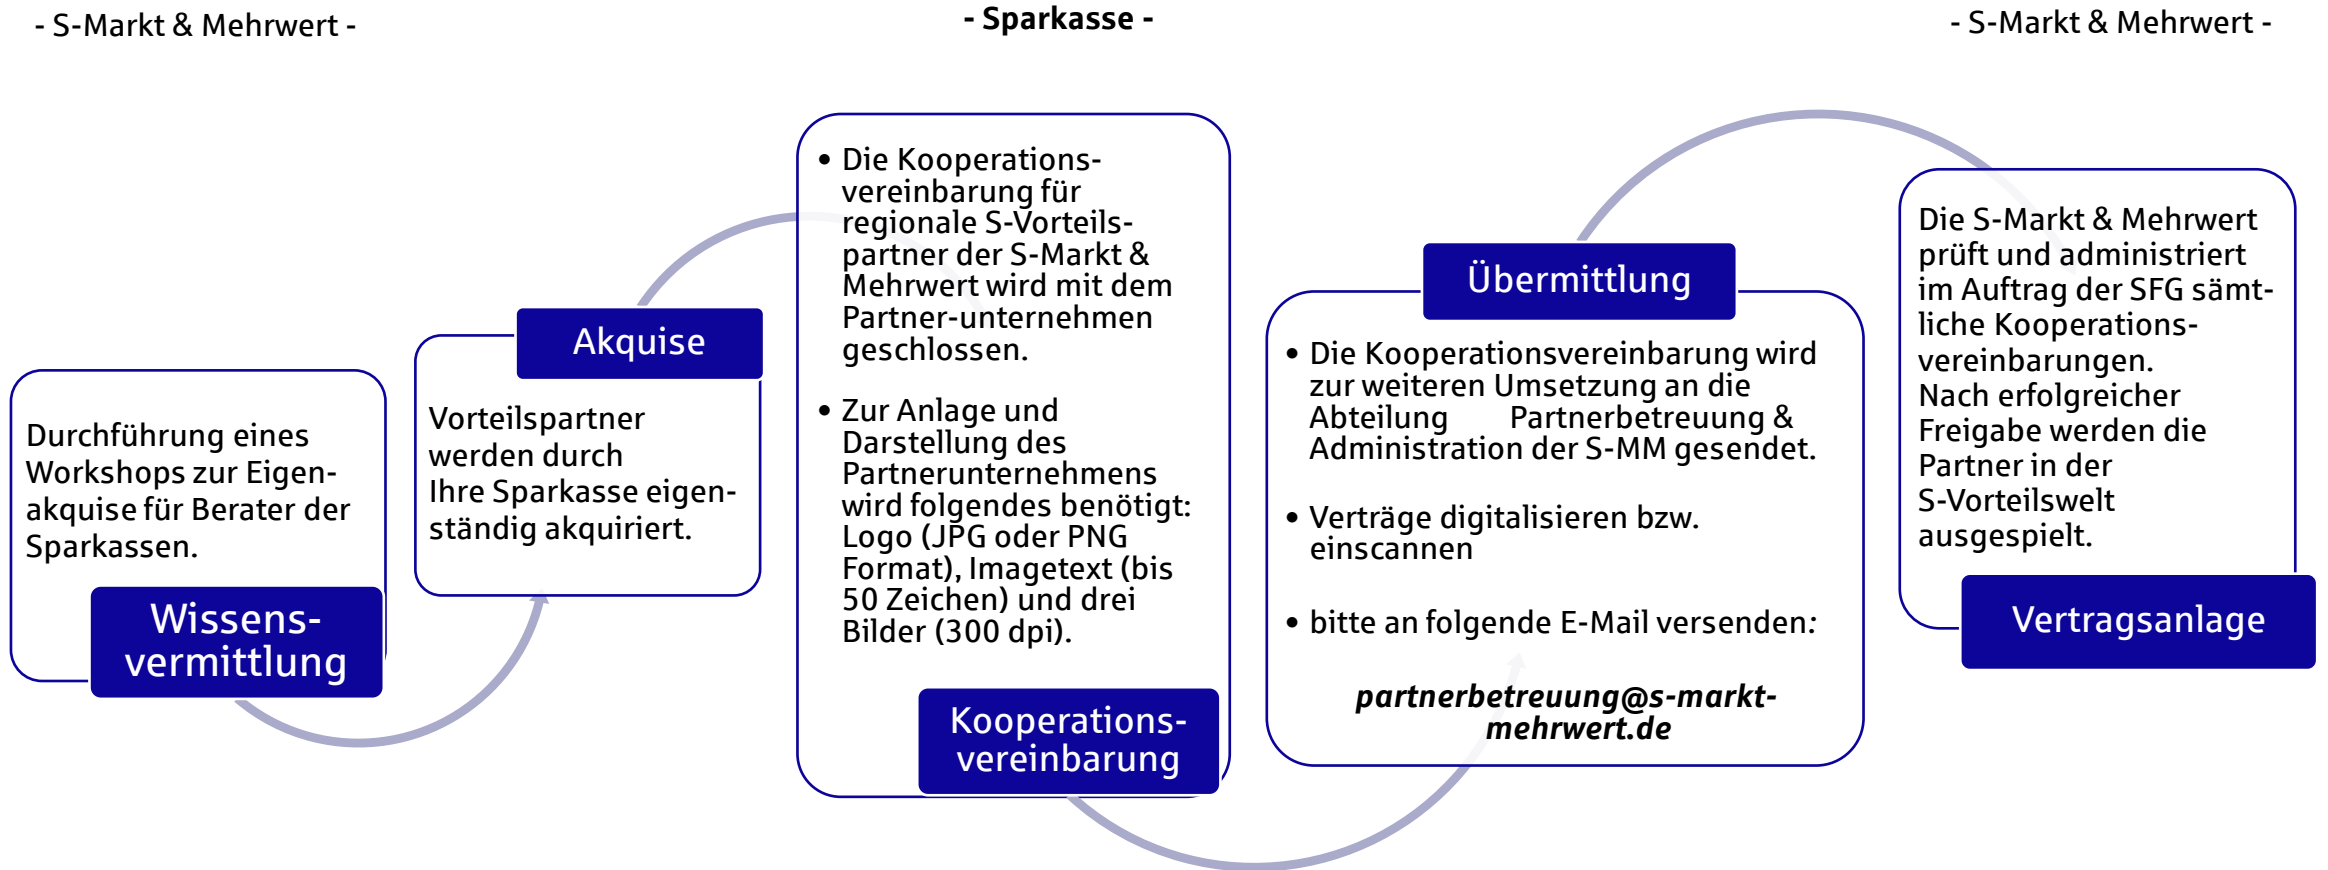 - S-Markt & Mehrwert -
- Sparkasse -
- S-Markt & Mehrwert -
Durchführung eines
Workshops zur Eigen-
akquise für Berater der
Sparkassen.
Wissens-
vermittlung
Akquise
Vorteilspartner
werden durch
Ihre Sparkasse eigen-
ständig akquiriert.
• Die Kooperations-
vereinbarung für
regionale S-Vorteils-
partner der S-Markt &
Mehrwert wird mit dem
Partner-unternehmen
geschlossen.
• Zur Anlage und
Darstellung des
Partnerunternehmens
wird folgendes benötigt:
Logo (JPG oder PNG
Format), Imagetext (bis
50 Zeichen) und drei
Bilder (300 dpi).
Kooperations-
vereinbarung
Übermittlung
• Die Kooperationsvereinbarung wird
zur weiteren Umsetzung an die
Abteilung Partnerbetreuung &
Administration der S-MM gesendet.
• Verträge digitalisieren bzw.
einscannen
• bitte an folgende E-Mail versenden:
partnerbetreuung@s-markt-
mehrwert.de
Die S-Markt & Mehrwert
prüft und administriert
im Auftrag der SFG sämt-
liche Kooperations-
vereinbarungen.
Nach erfolgreicher
Freigabe werden die
Partner in der
S-Vorteilswelt
ausgespielt.
Vertragsanlage